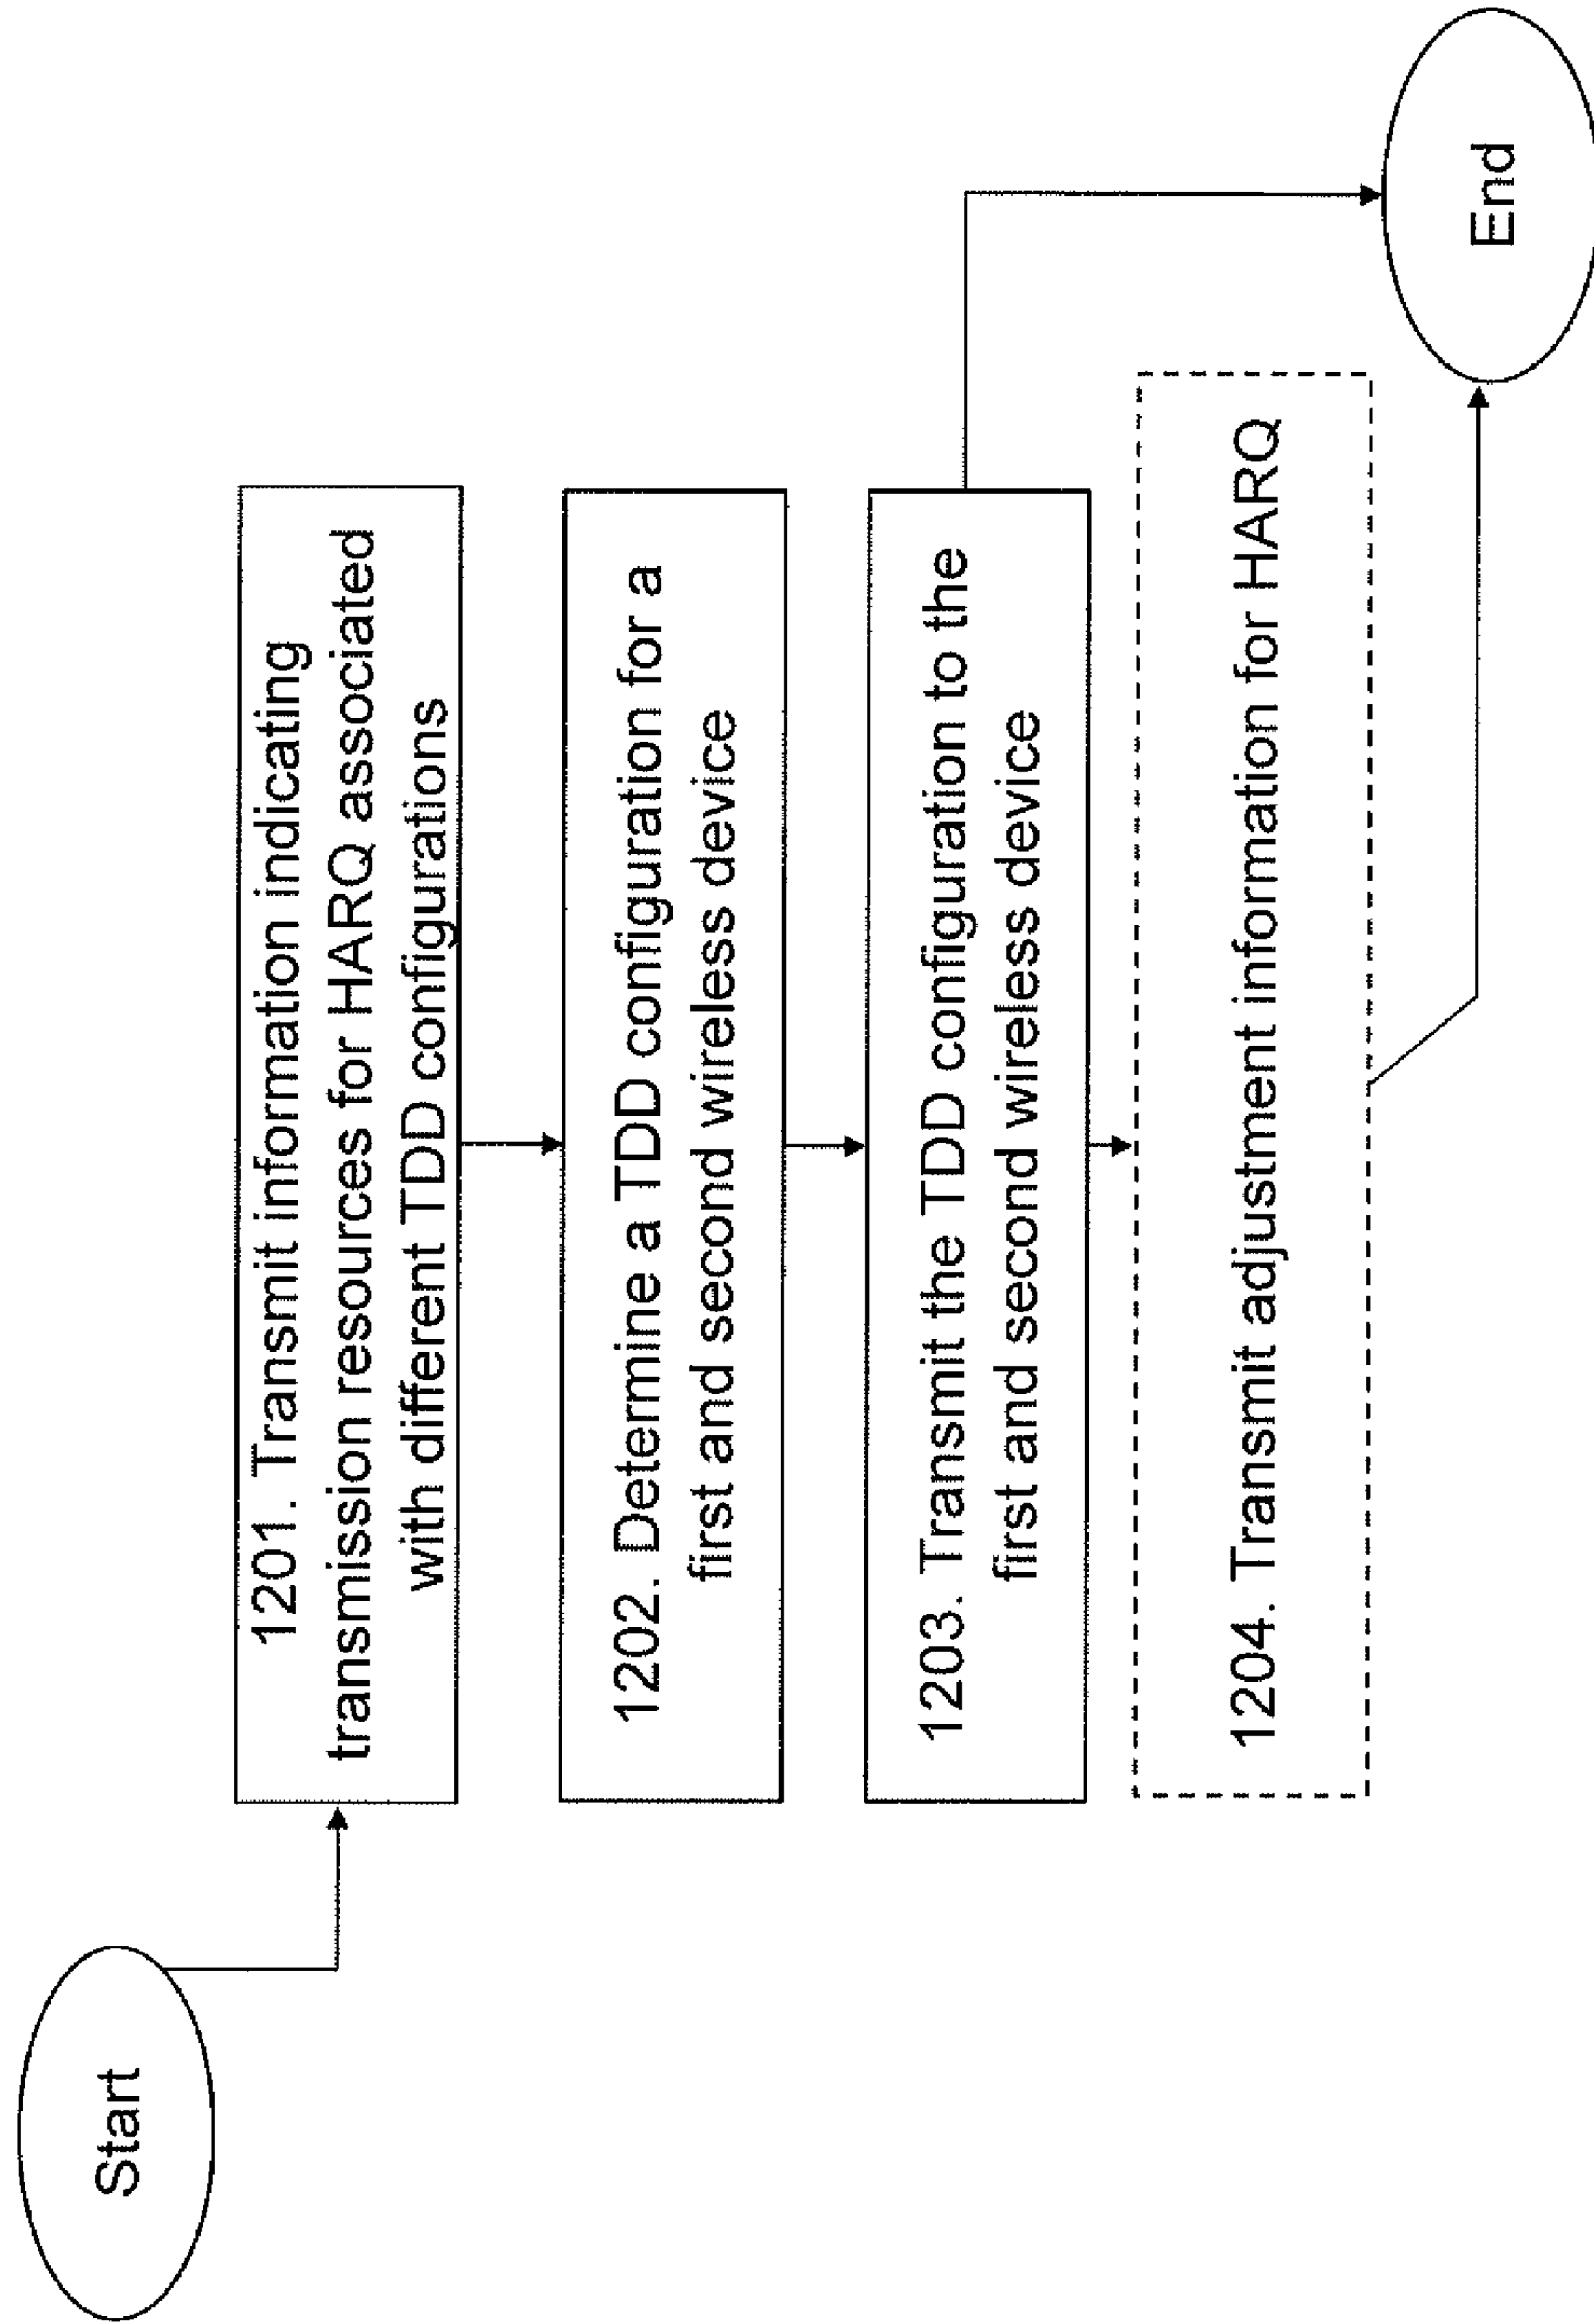 Start
1201. Transmit information indicating
transmission resources for HARQ associated
with different TDD configurations
1202. Determine a TDD configuration for a
first and second wireless device
1203. Transmit the TDD configuration to the
first and second wireless device
1204. Transmit adjustment information for HARQ
End